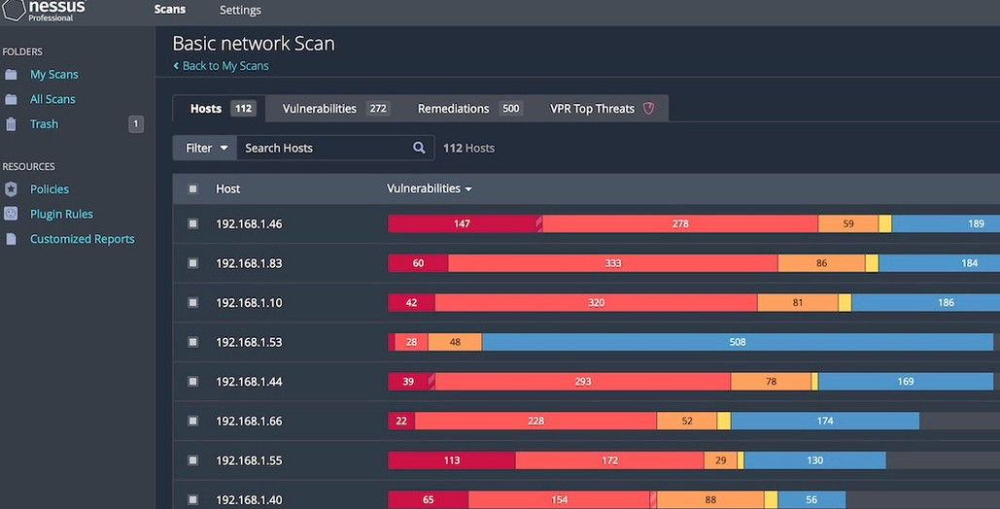 nessus
Professional
Scans
Settings
FOLDERS
My Scans
All Scans
Trash
1
RESOURCES
Policies
Plugin Rules
Customized Reports
Basic network Scan
Back to My Scans
Hosts 112 Vulnerabilities 272 Remediations 500 VPR Top Threats
Filter Search Hosts 112 Hosts
Host Vulnerabilities
192.168.1.46 147 278 59 189
192.168.1.83 60 333 86 184
192.168.1.10 42 320 81 186
192.168.1.53 28 48 508
192.168.1.44 39 293 78 169
192.168.1.66 22 228 52 174
192.168.1.55 113 172 29 130
192.168.1.40 65 154 88 56